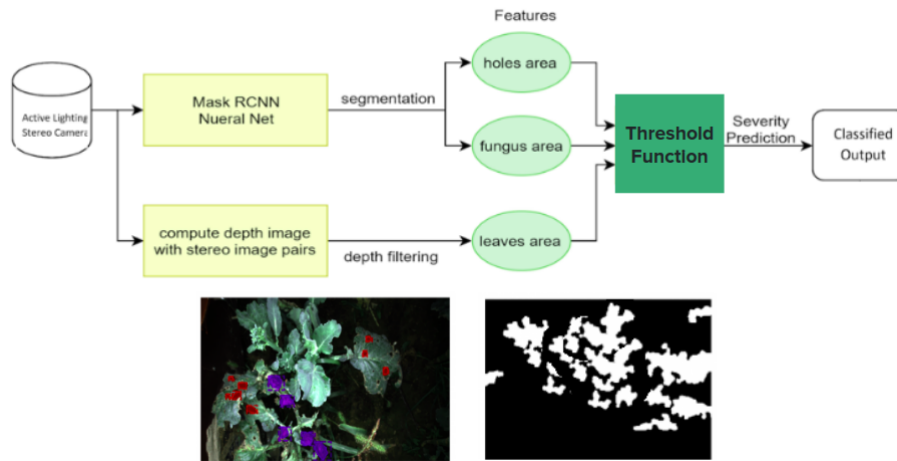 Features
holes area
Active Lighting
Stereo Camera
Mask RCNN
Nueral Net
segmentation
fungus area
Threshold
Function
Severity
Prediction
Classified
Output
compute depth image
with stereo image pairs
depth filtering
leaves area